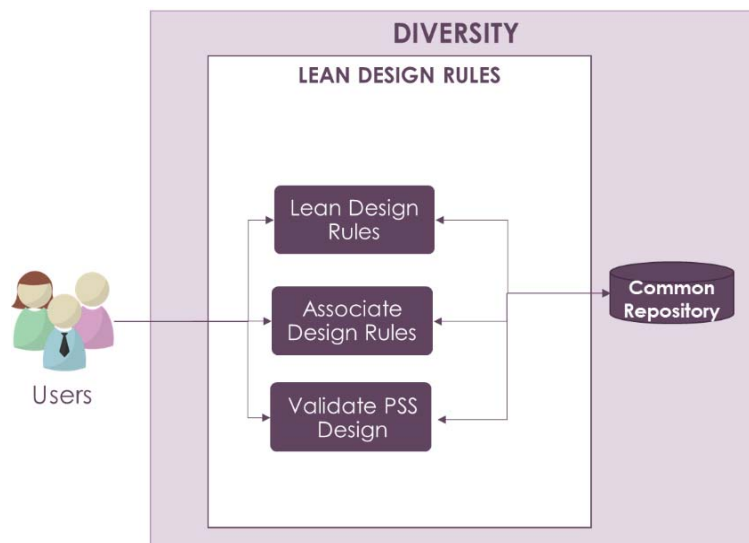 DIVERSITY
LEAN DESIGN RULES
Lean Design
Rules
Associate
Design Rules
Validate PSS
Design
Common
Repository
Users